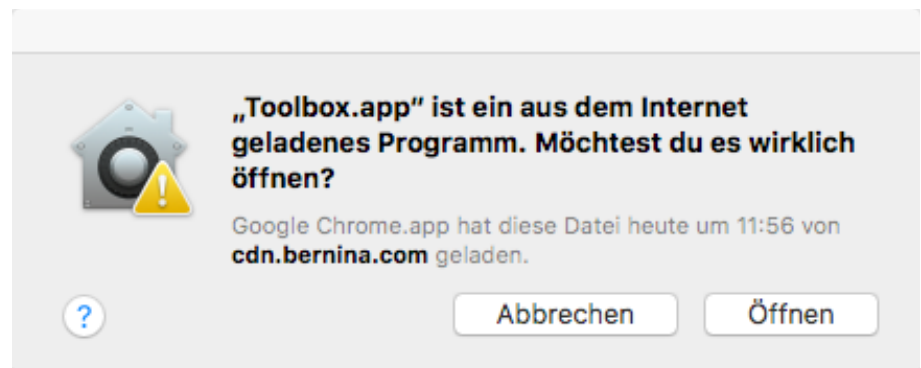 „Toolbox.app“ ist ein aus dem Internet
geladenes Programm. Möchtest du es wirklich
öffnen?
Google Chrome.app hat diese Datei heute um 11:56 von
cdn.bernina.com geladen.
?
Abbrechen
Öffnen